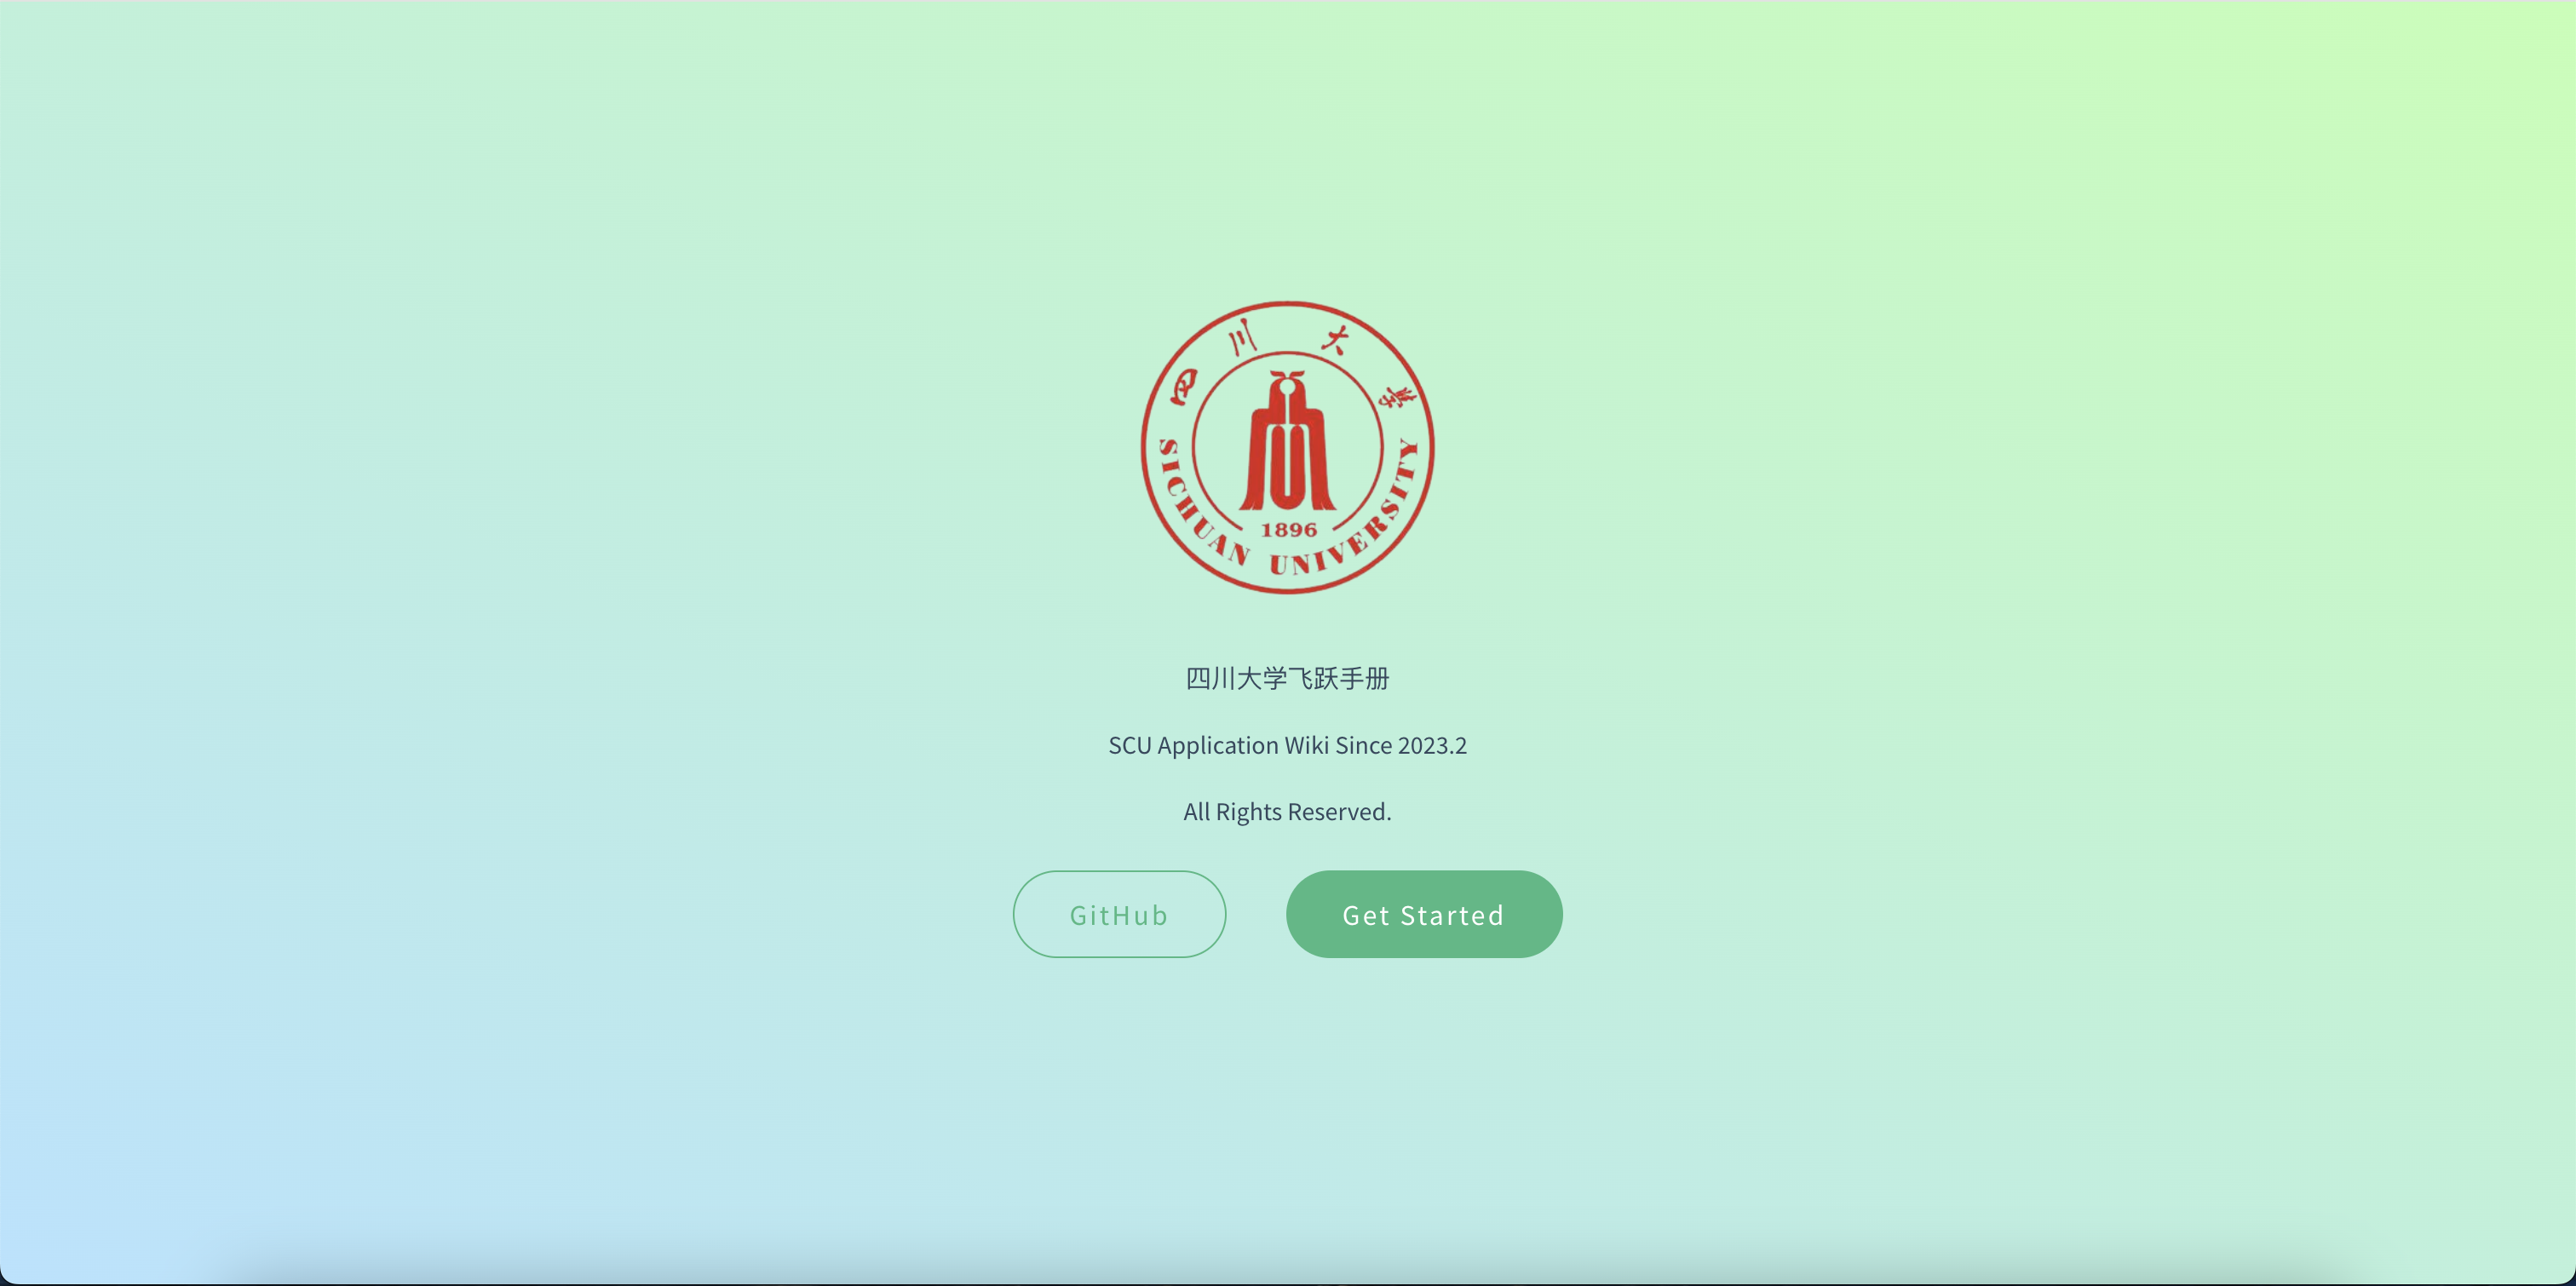 四川大学
SICHUAN UNIVERSITY
1896
四川大学飞跃手册
SCU Application Wiki Since 2023.2
All Rights Reserved.
GitHub
Get Started